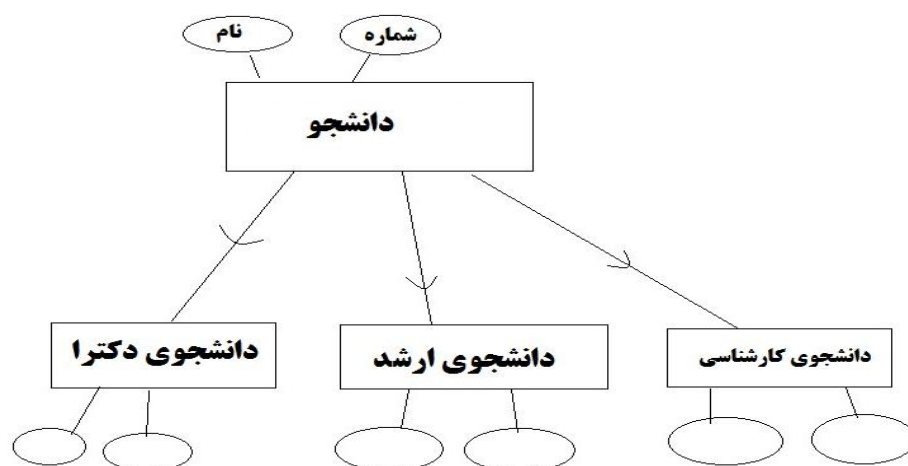 شماره
نام
دانشجو
دانشجوی کارشناسی
دانشجوی ارشد
دانشجوی دکترا